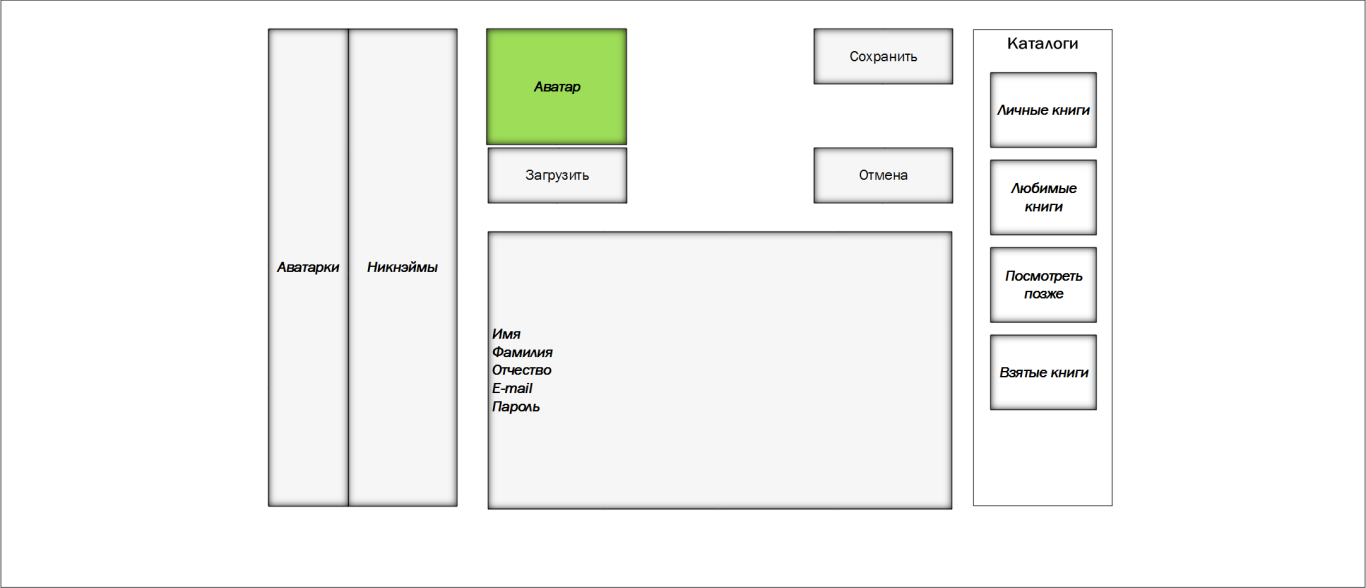 Аватарки
Никнэймы
Аватар
Загрузить
Сохранить
Отмена
Имя
Фамилия
Отчество
E-mail
Пароль
Каталоги
Личные книги
Любимые
книги
Посмотреть
позже
Взятые книги